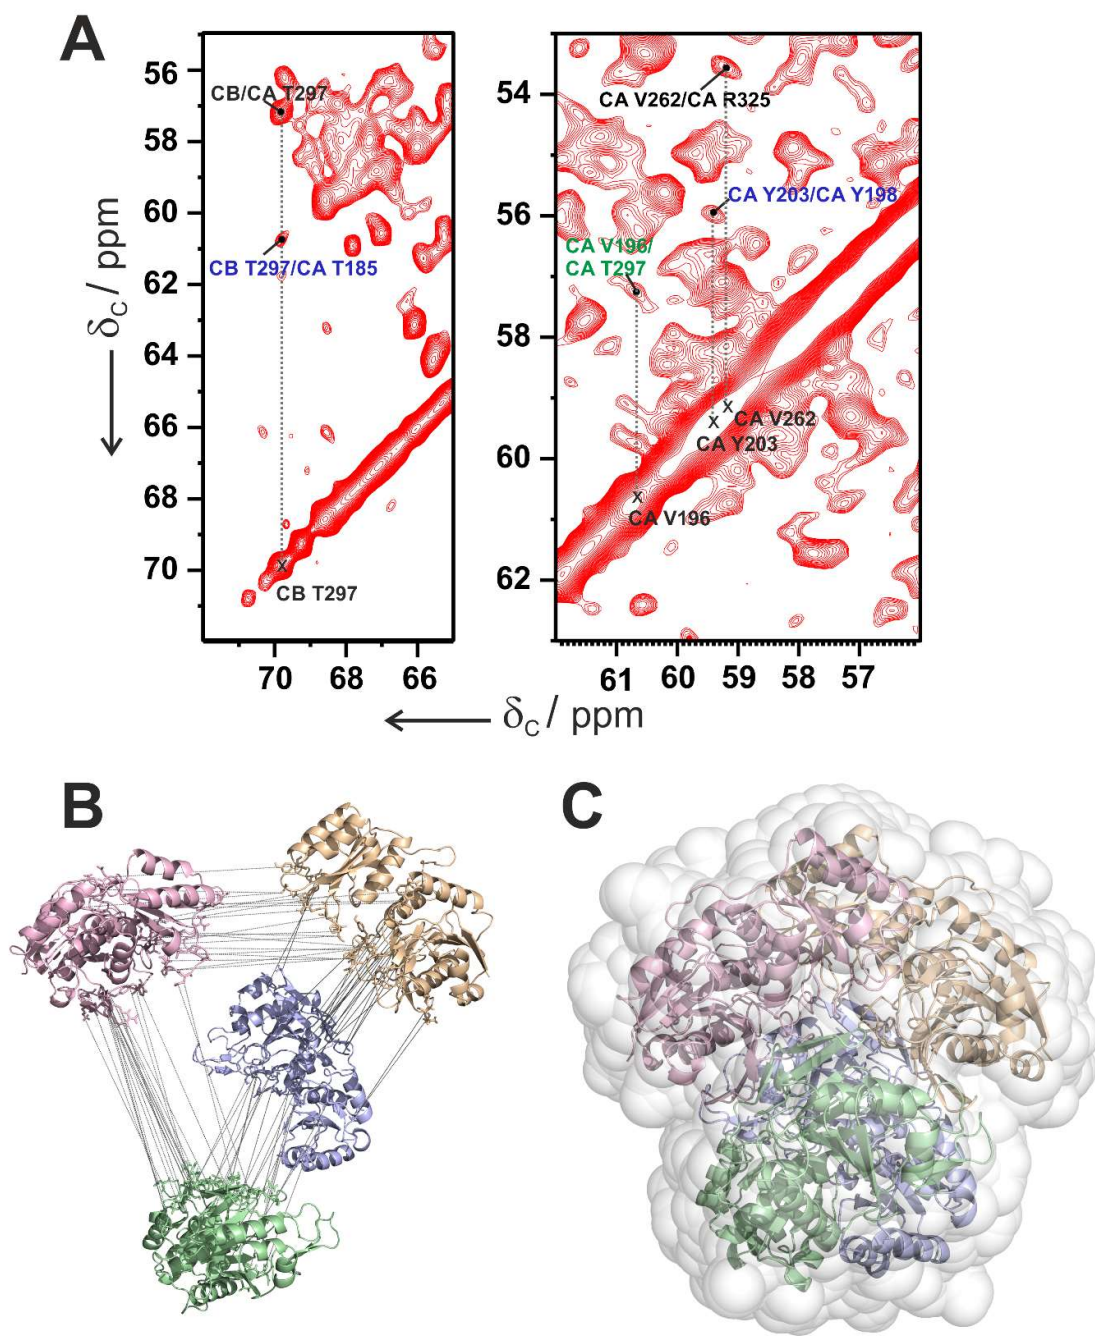 A
56
58
60
62
64
66
68
70
δC / ppm
CB/CA T297
CB T297/CA T185
CB T297
70
68
66
54
56
58
60
62
CA V262/CA R325
CA Y203/CA Y198
CA V196/
CA T297
x CA V262
x
CA Y203
x
CA V196
x
61
60
59
58
57
δC / ppm
B
C